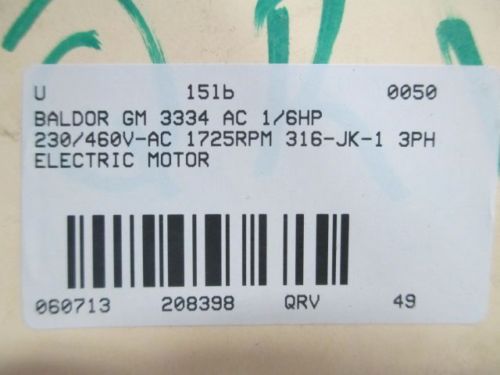 U 15lb 0050
BALDOR GM 3334 AC 1/6HP
230/460V-AC 1725RPM 316-JK-1 3PH
ELECTRIC MOTOR
060713 208398 QRV 49